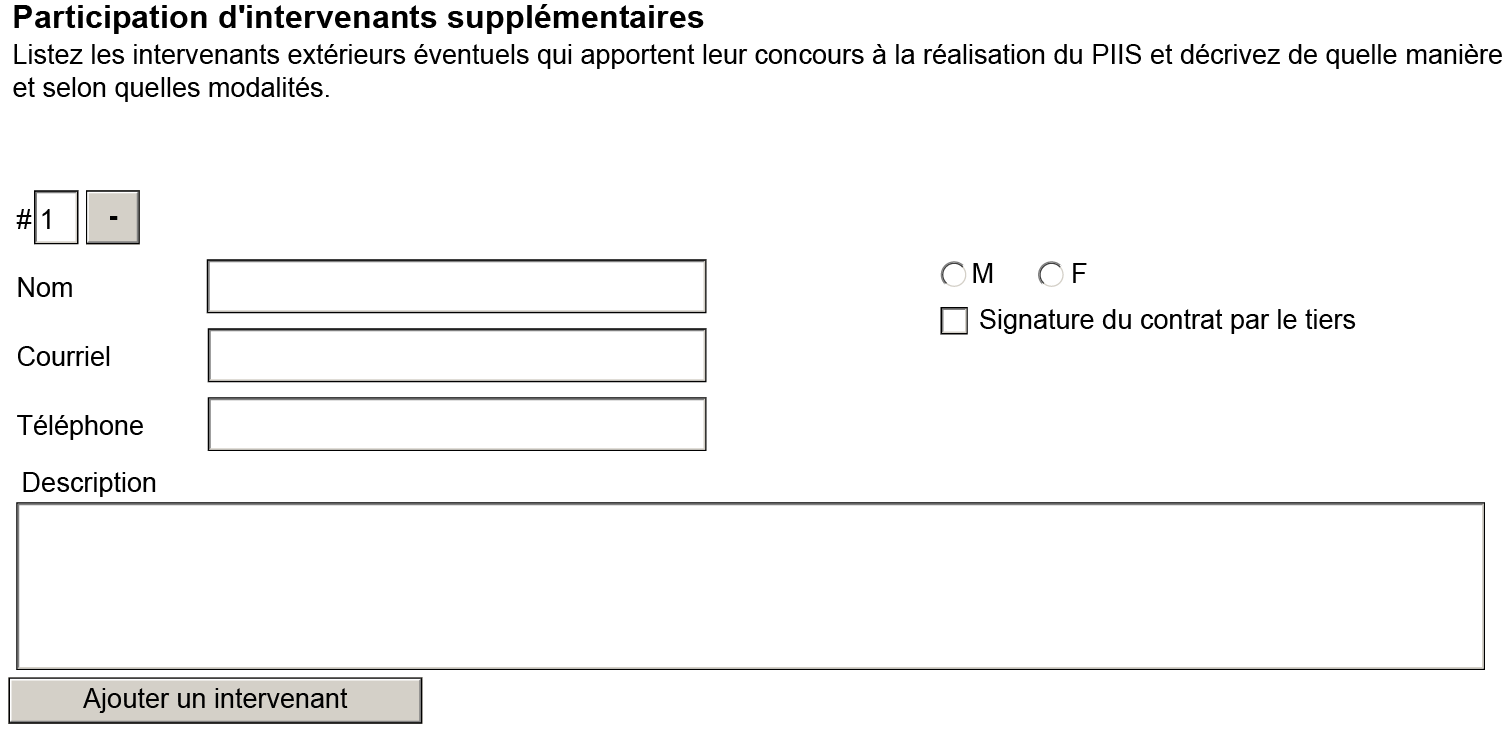 Participation d'intervenants supplémentaires
Listez les intervenants extérieurs éventuels qui apportent leur concours à la réalisation du PIIS et décrivez de quelle manière
et selon quelles modalités.
#1 -
Nom
M F
Signature du contrat par le tiers
Courriel
Téléphone
Description
Ajouter un intervenant